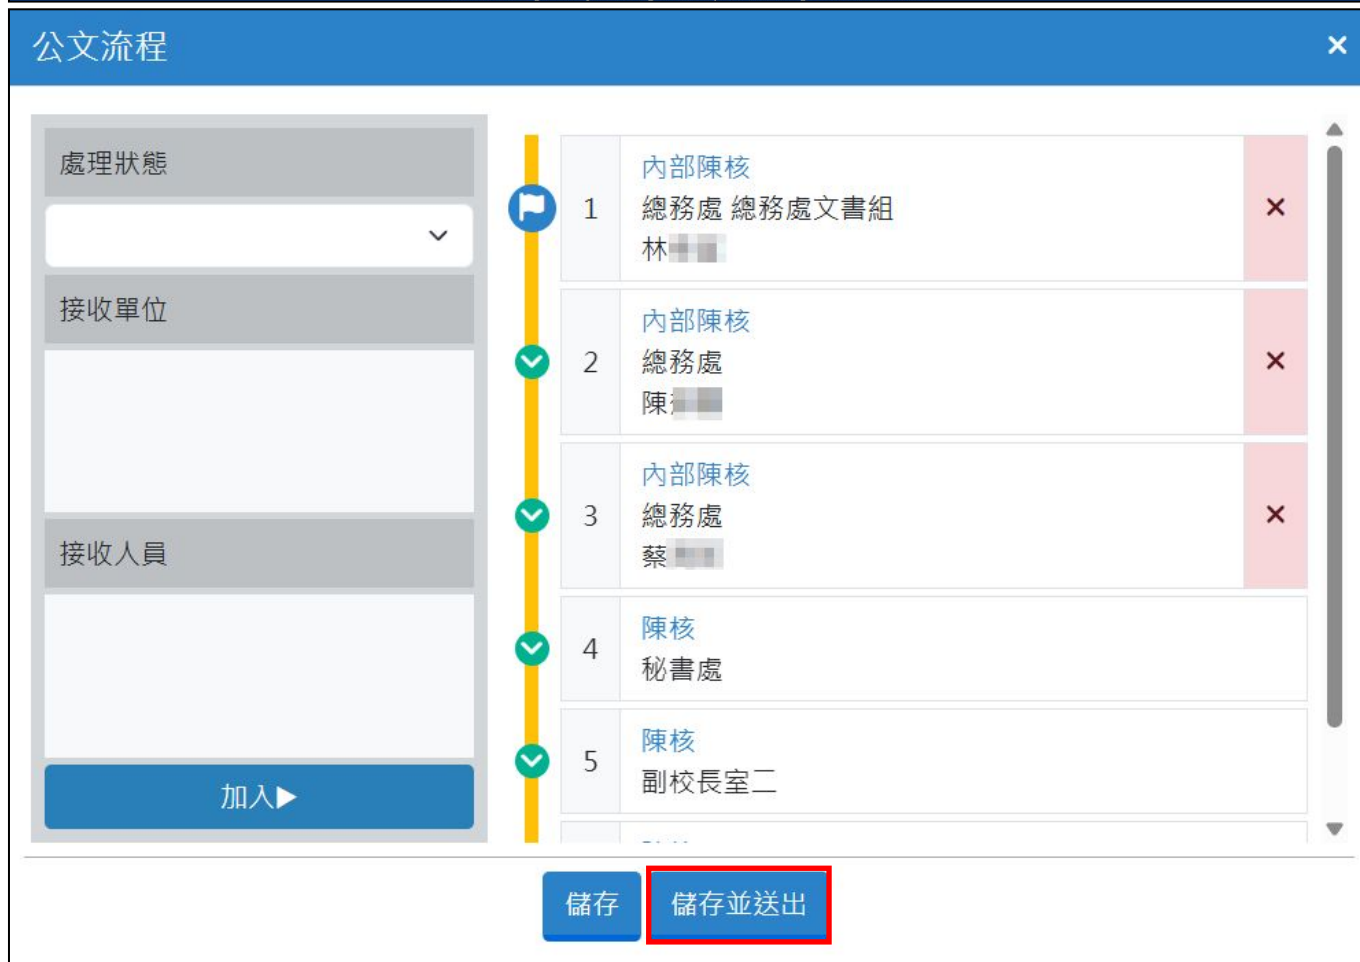 公文流程
處理狀態
接收單位
接收人員
加入▶
1
內部陳核
總務處 總務處文書組
林
2
內部陳核
總務處
陳
3
內部陳核
總務處
蔡
4
陳核
秘書處
5
陳核
副校長室二
儲存
儲存並送出